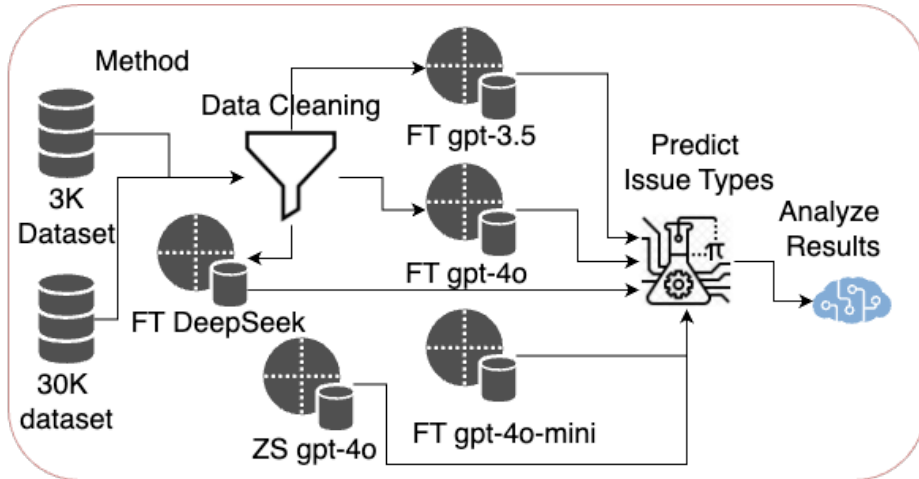 Method
3K
Dataset
30K
dataset
Data Cleaning
FT gpt-3.5
FT gpt-4o
FT DeepSeek
ZS gpt-4o
FT gpt-4o-mini
Predict
Issue Types
π
Analyze
Results